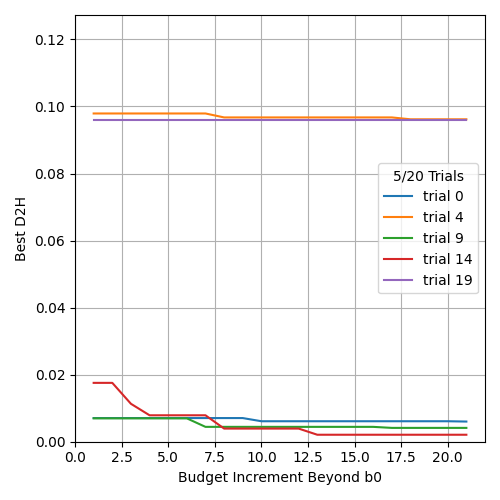 0.12
0.10
0.08
0.06
0.04
0.02
0.00
Best D2H
5/20 Trials
trial 0
trial 4
trial 9
trial 14
trial 19
0.0 2.5 5.0 7.5 10.0 12.5 15.0 17.5 20.0
Budget Increment Beyond b0